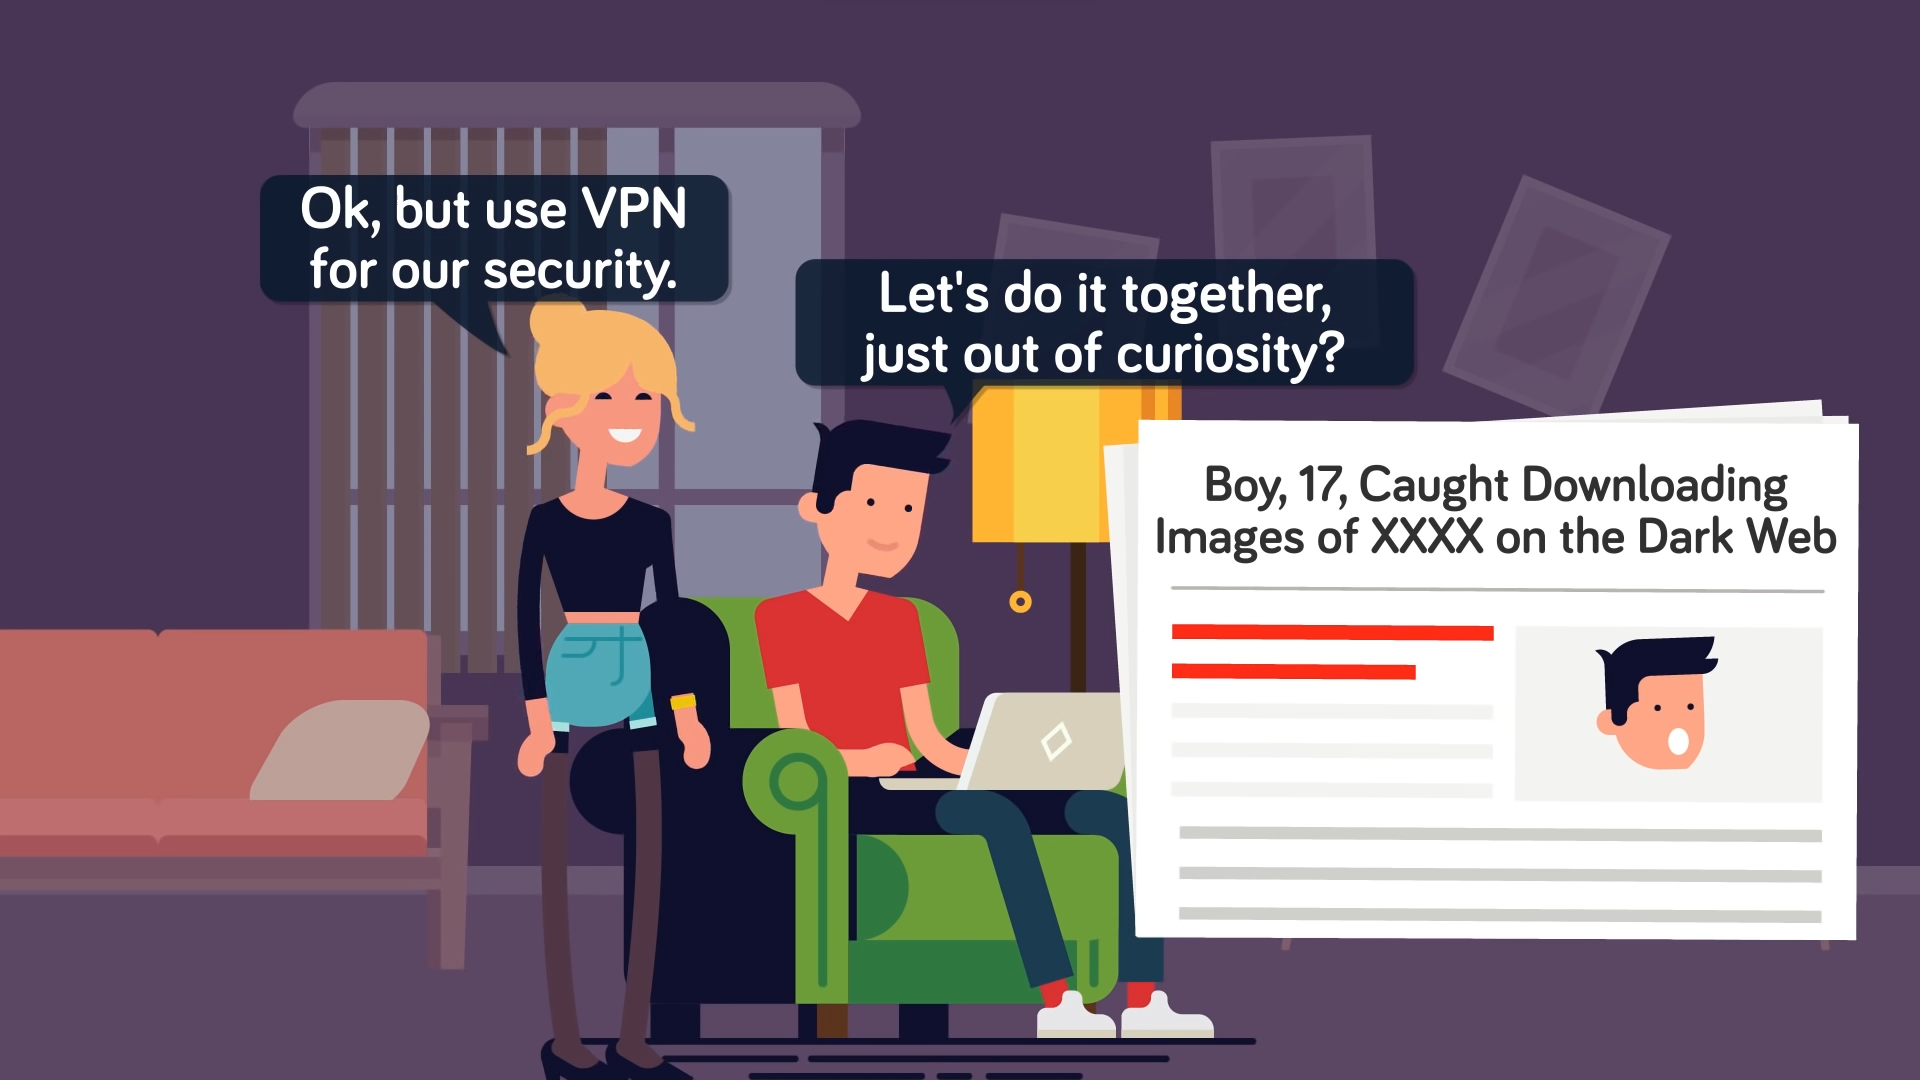 Ok, but use VPN
for our security.
Let's do it together,
just out of curiosity?
Boy, 17, Caught Downloading
Images of XXXX on the Dark Web